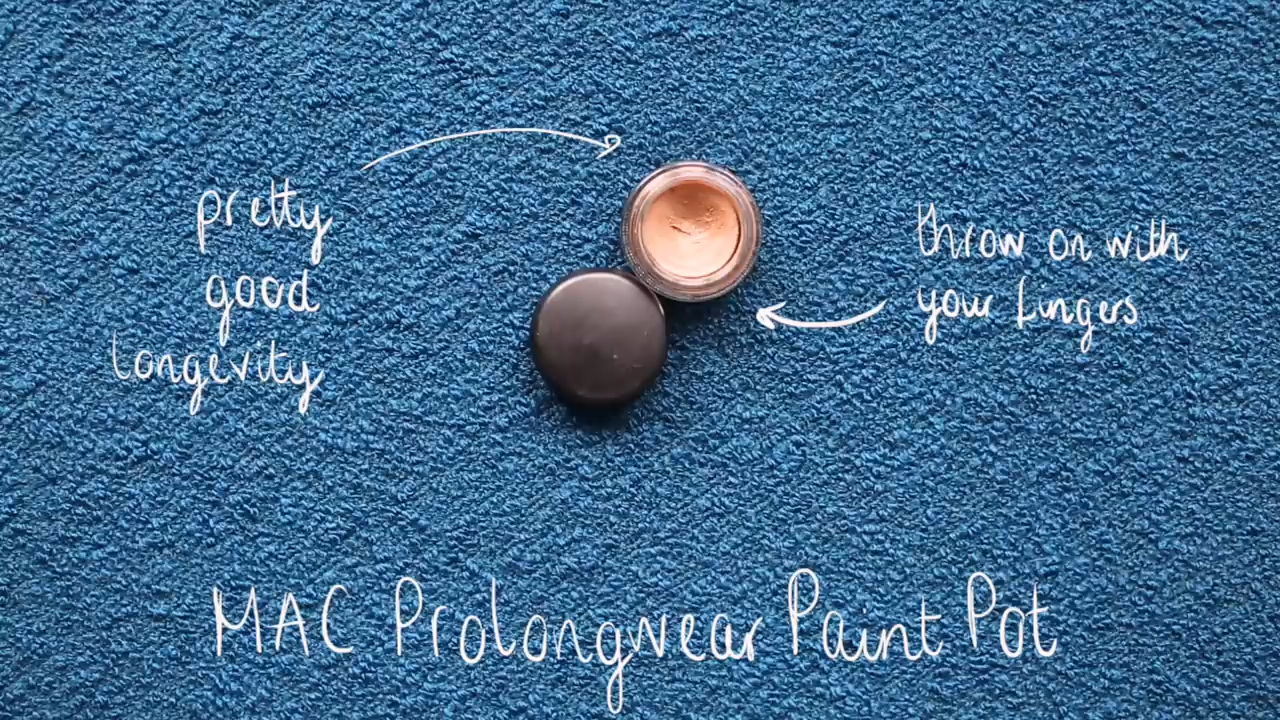 pretty
good
longevity
throw on with
your fingers
MAC Prolongwear Paint Pot